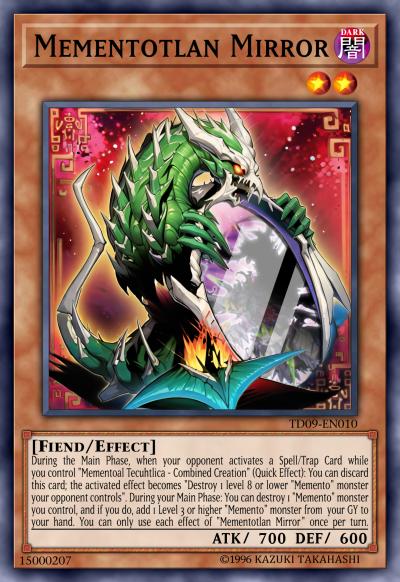 Mementotlan Mirror
DARK
闇
TD09-EN010
[Fiend/Effect]
During the Main Phase, when your opponent activates a Spell/Trap Card while
you control "Mementoal Tecuhtlica - Combined Creation" (Quick Effect): You can discard
this card; the activated effect becomes "Destroy 1 level 8 or lower "Memento" monster
your opponent controls". During your Main Phase: You can destroy 1 "Memento" monster
you control, and if you do, add 1 Level 3 or higher "Memento" monster from your GY to
your hand. You can only use each effect of "Mementotlan Mirror" once per turn.
ATK/ 700 DEF/ 600
15000207
©1996 KAZUKI TAKAHASHI